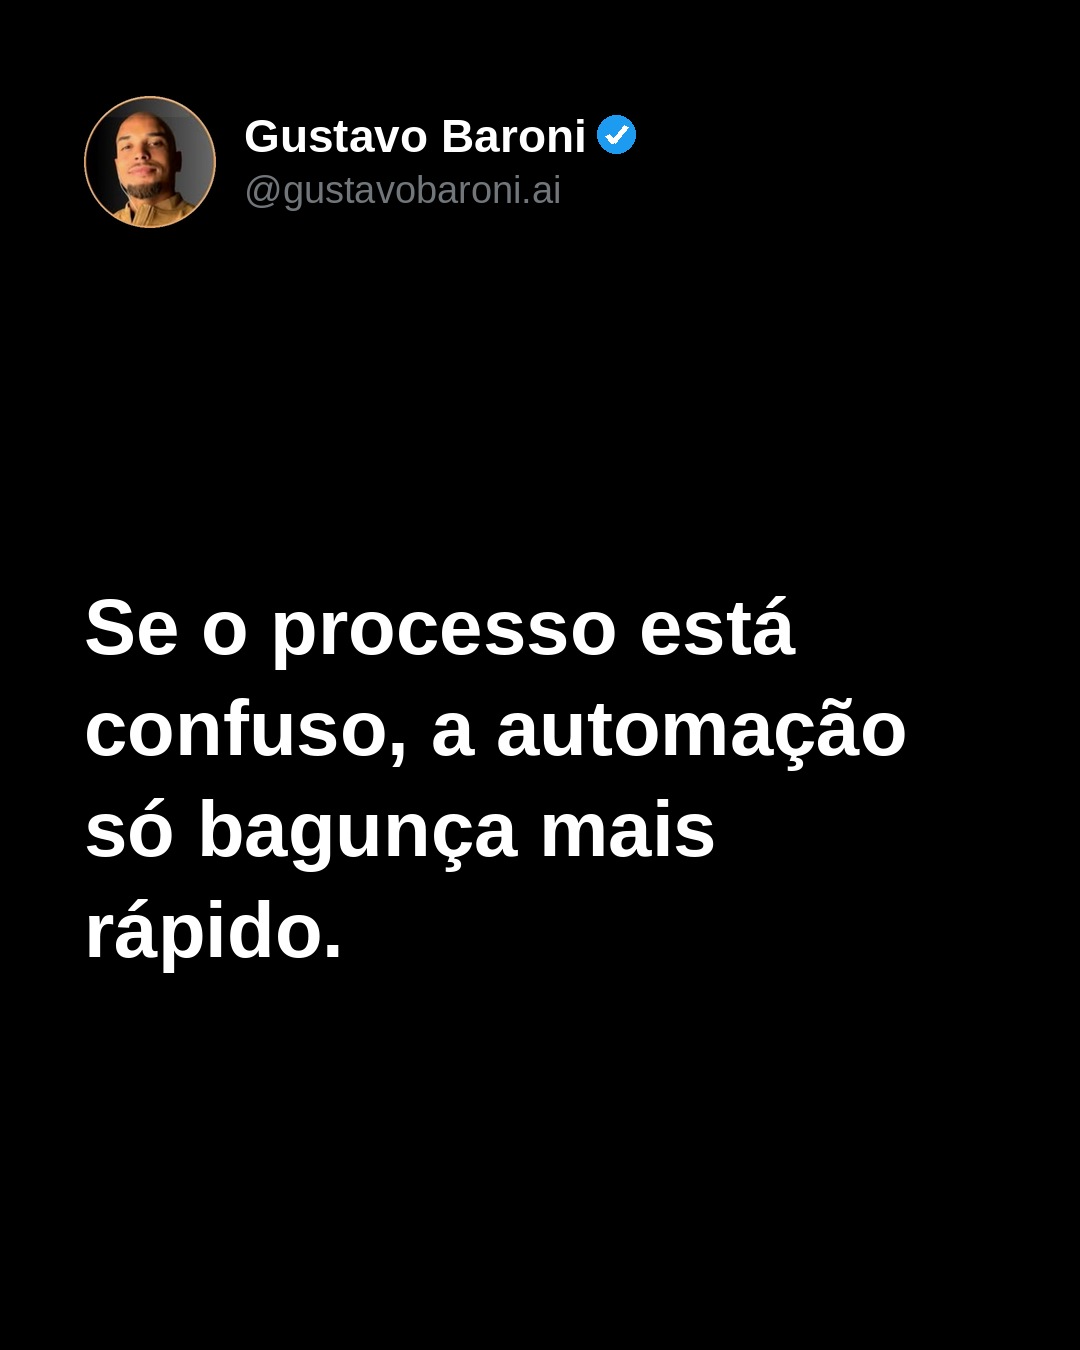 Gustavo Baroni
@gustavobaroni.ai
Se o processo está
confuso, a automação
só bagunça mais
rápido.